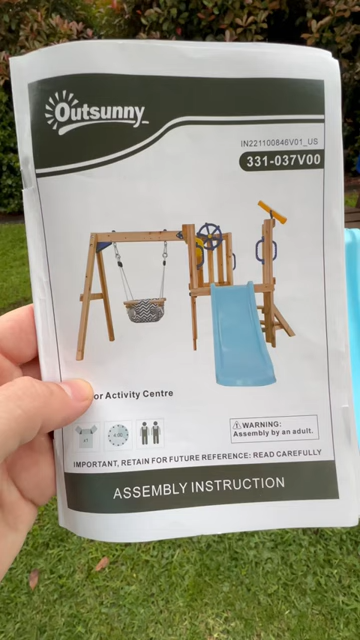 Outsunny
IN221100846V01_US
331-037V00
or Activity Centre
x1
WARNING:
Assembly by an adult.
IMPORTANT, RETAIN FOR FUTURE REFERENCE: READ CAREFULLY
ASSEMBLY INSTRUCTION